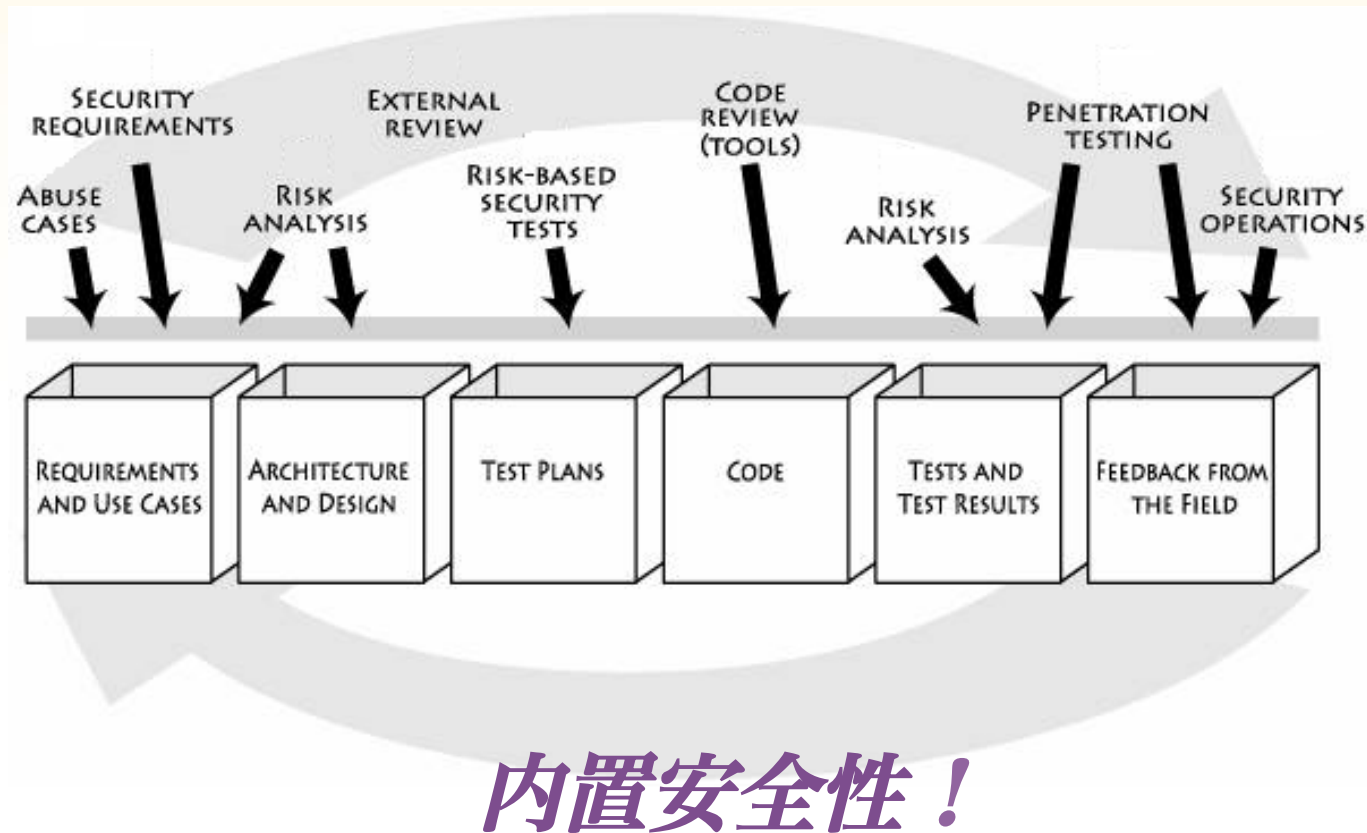 SECURITY
REQUIREMENTS
EXTERNAL
REVIEW
CODE
REVIEW
(TOOLS)
PENETRATION
TESTING
ABUSE
CASES
RISK
ANALYSIS
RISK-BASED
SECURITY
TESTS
RISK
ANALYSIS
SECURITY
OPERATIONS
REQUIREMENTS
AND USE CASES
ARCHITECTURE
AND DESIGN
TEST PLANS
CODE
TESTS AND
TEST RESULTS
FEEDBACK FROM
THE FIELD
内置安全性！